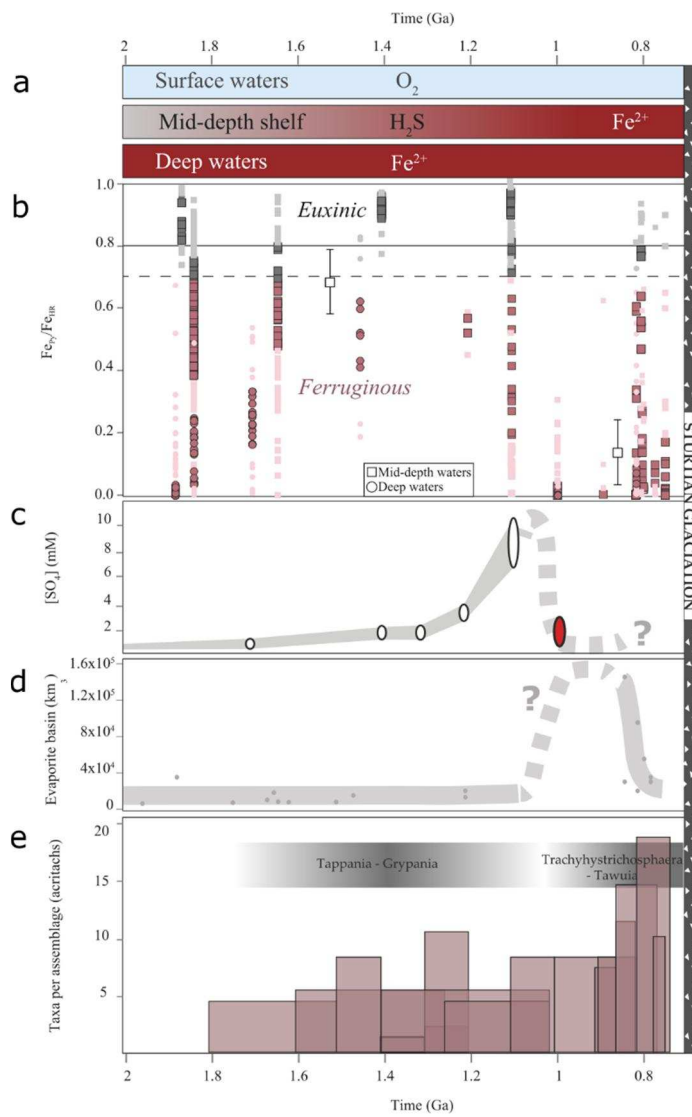 Time (Ga)
2 1.8 1.6 1.4 1.2 1 0.8
a
Surface waters O₂
Mid-depth shelf H₂S Fe²⁺
Deep waters Fe²⁺
b
1.0
Euxinic
0.8
0.6
Fe_Py/Fe_HR
0.4
Ferruginous
0.2
Mid-depth waters
Deep waters
0.0
STURTIAN GLACIATION
c
10
8
[SO₄] (mM)
4
2
?
d
1.6x10⁵
1.2x10⁵
?
Evaporite basin (km³)
8x10⁴
4x10⁴
0
e
20
Tappania - Grypania
Trachyhystrichosphaera
- Tawuia
15
Taxa per assemblage (acritachs)
10
5
2 1.8 1.6 1.4 1.2 1 0.8
Time (Ga)